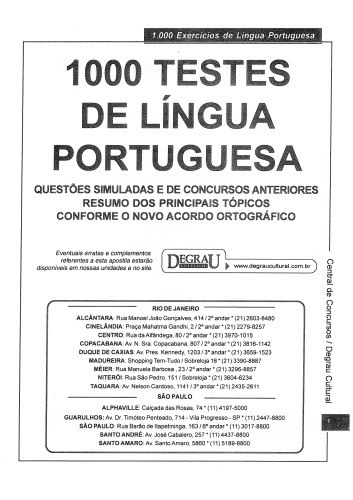 1.000 Exercícios de Língua Portuguesa
1000 TESTES
DE LÍNGUA
PORTUGUESA
QUESTÕES SIMULADAS E DE CONCURSOS ANTERIORES
RESUMO DOS PRINCIPAIS TÓPICOS
CONFORME O NOVO ACORDO ORTOGRÁFICO
Eventuais erratas e complementos
referentes a esta apostila estarão
disponíveis em nossas unidades e no site.
DEGRAU
CULTURAL
www.degraucultural.com.br
Central de Concursos / Degrau Cultural
RIO DE JANEIRO
ALCÂNTARA: Rua Manoel João Gonçalves, 414 / 2º andar * (21) 2603-8480
CINELÂNDIA: Praça Mahatma Gandhi, 2 / 2º andar * (21) 2279-8257
CENTRO: Rua da Alfândega, 80 / 2º andar * (21) 3970-1015
COPACABANA: Av. N. Sra. Copacabana, 807 / 2º andar * (21) 3816-1142
DUQUE DE CAXIAS: Av. Pres. Kennedy, 1203 / 3º andar * (21) 3659-1523
MADUREIRA: Shopping Tem-Tudo / Sobreloja 18 * (21) 3390-8887
MÉIER: Rua Manuela Barbosa, 23 / 2º andar * (21) 3296-8857
NITERÓI: Rua São Pedro, 151 / Sobreloja * (21) 3604-6234
TAQUARA: Av. Nelson Cardoso, 1141 / 3º andar * (21) 2435-2611
SÃO PAULO
ALPHAVILLE: Calçada das Rosas, 74 * (11) 4197-5000
GUARULHOS: Av. Dr. Timóteo Penteado, 714 - Vila Progresso - SP * (11) 2447-8800
SÃO PAULO: Rua Barão de Itapetininga, 163 / 6º andar * (11) 3017-8800
SANTO ANDRÉ: Av. José Cabalero, 257 * (11) 4437-8800
SANTO AMARO: Av. Santo Amaro, 5860 * (11) 5189-8800